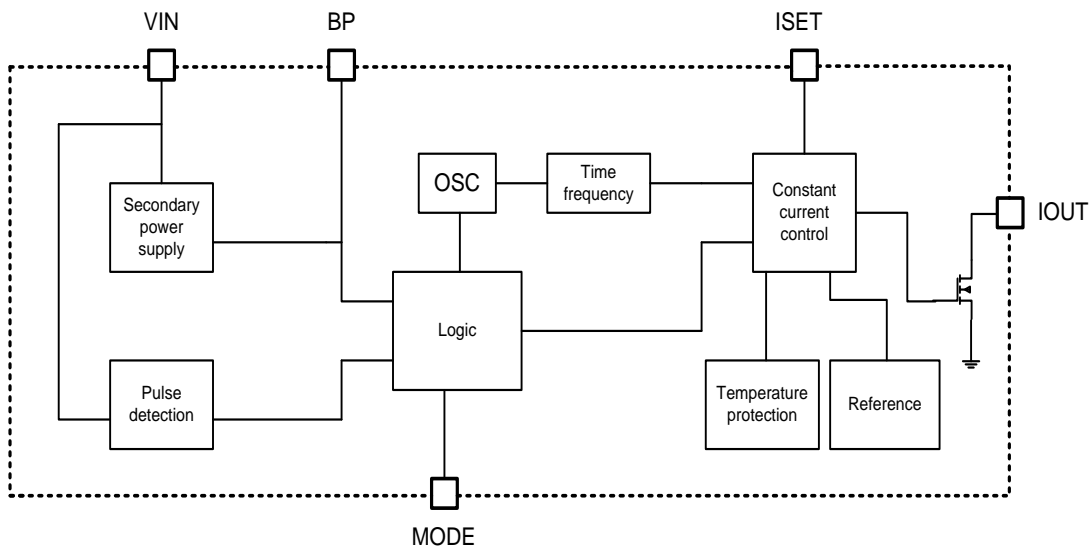 VIN
BP
ISET
OSC
Time
frequency
Constant
current
control
Secondary
power
supply
IOUT
Logic
Pulse
detection
Temperature
protection
Reference
MODE